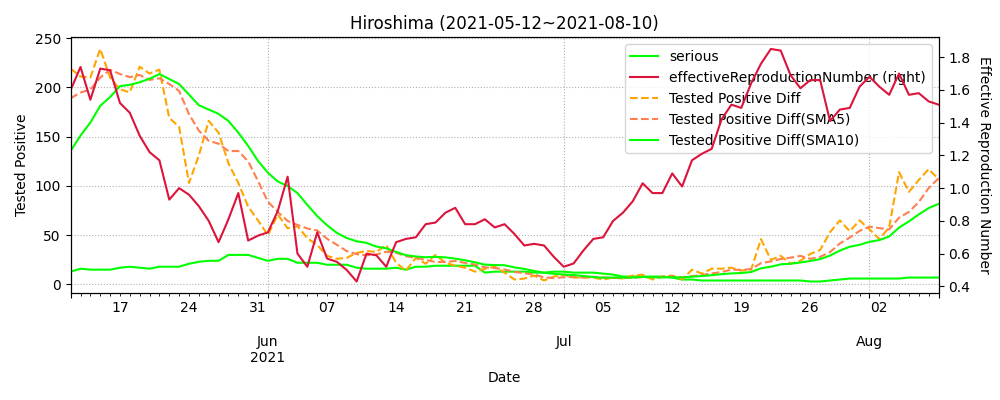 Hiroshima (2021-05-12~2021-08-10)
250
200
150
100
50
0
Tested Positive
1.8
1.6
1.4
1.2
1.0
0.8
0.6
0.4
Effective Reproduction Number
serious
effectiveReproductionNumber (right)
Tested Positive Diff
Tested Positive Diff(SMA5)
Tested Positive Diff(SMA10)
17 24 31 07 14 21 28 05 12 19 26 02
Jun Jul Aug
2021
Date